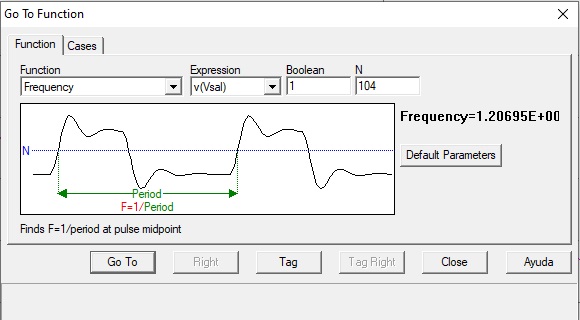 Go To Function
Function
Cases
Function Expression Boolean N
Frequency v(Vsal) 1 104
N
Period
F=1/Period
Frequency=1.20695E+00
Default Parameters
Finds F=1/period at pulse midpoint
Go To Right Tag Tag Right Close Ayuda